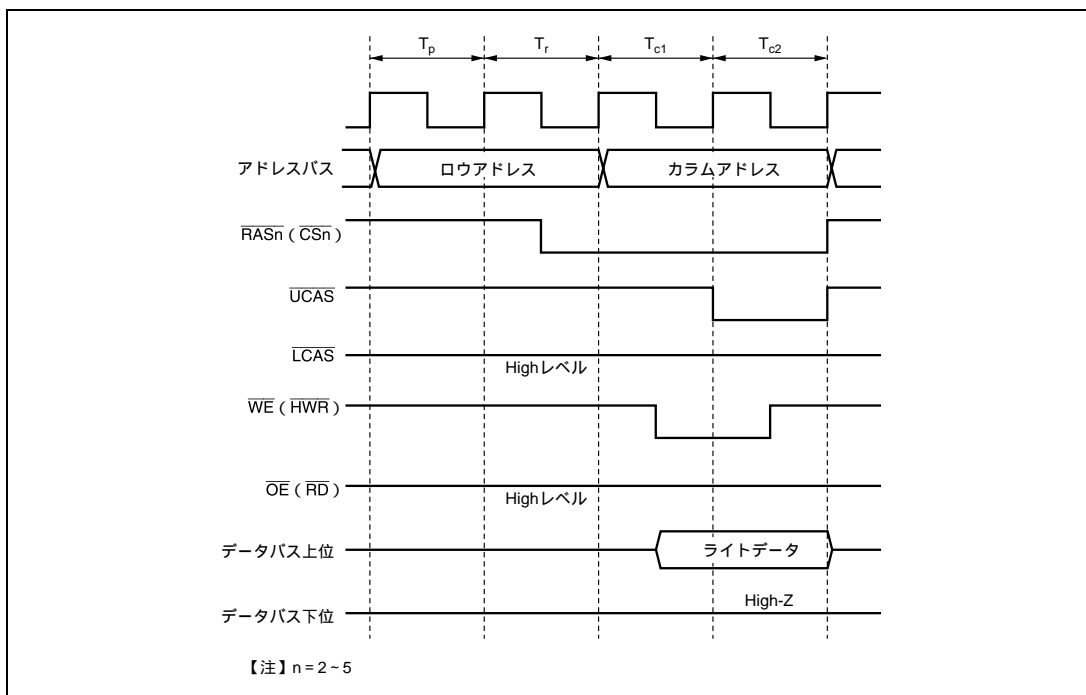 Tp Tr Tc1 Tc2
アドレスバス ロウアドレス カラムアドレス
RASn ( CSn )
UCAS
LCAS
Highレベル
WE ( HWR )
OE ( RD )
Highレベル
データバス上位 ライトデータ
High-Z
データバス下位
【注】n = 2 ~ 5